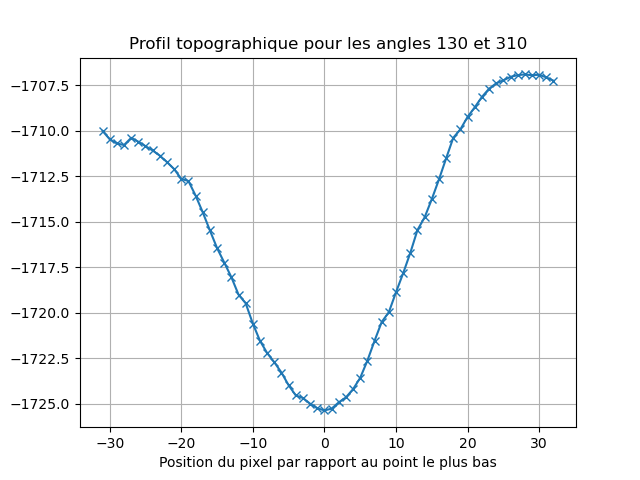 Profil topographique pour les angles 130 et 310
−1707.5
−1710.0
−1712.5
−1715.0
−1717.5
−1720.0
−1722.5
−1725.0
−30 −20 −10 0 10 20 30
Position du pixel par rapport au point le plus bas